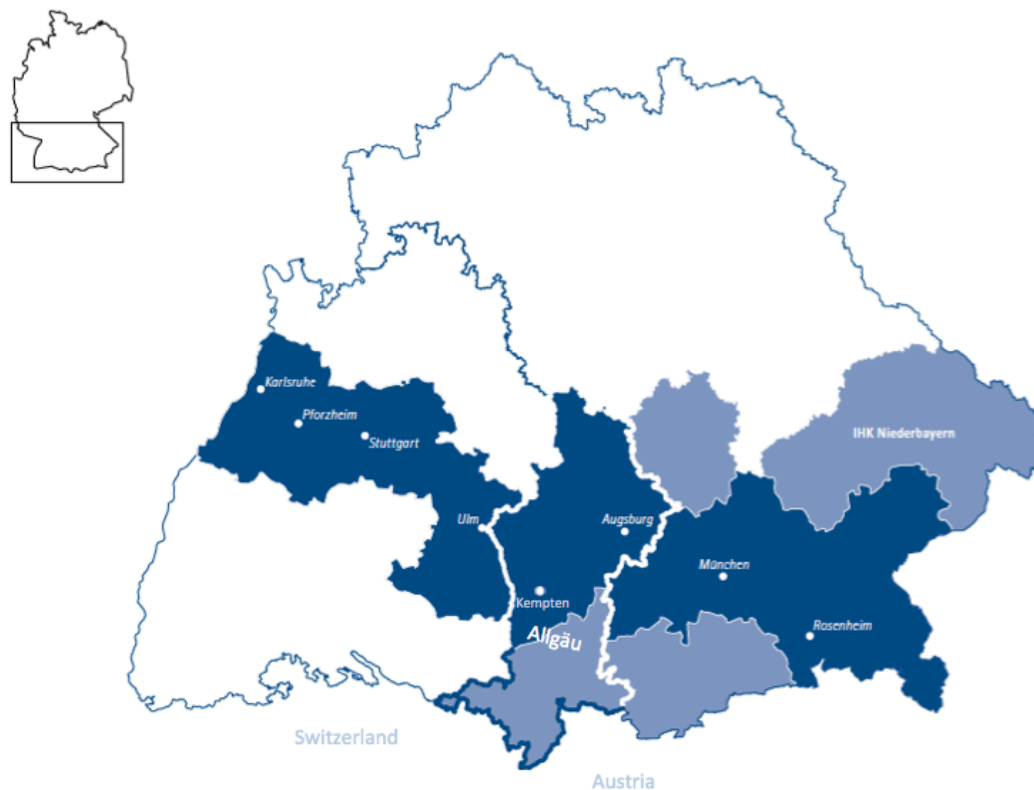 Karlsruhe
Pforzheim
Stuttgart
IHK Niederbayern
Ulm
Augsburg
München
Kempten
Allgäu
Rosenheim
Switzerland
Austria